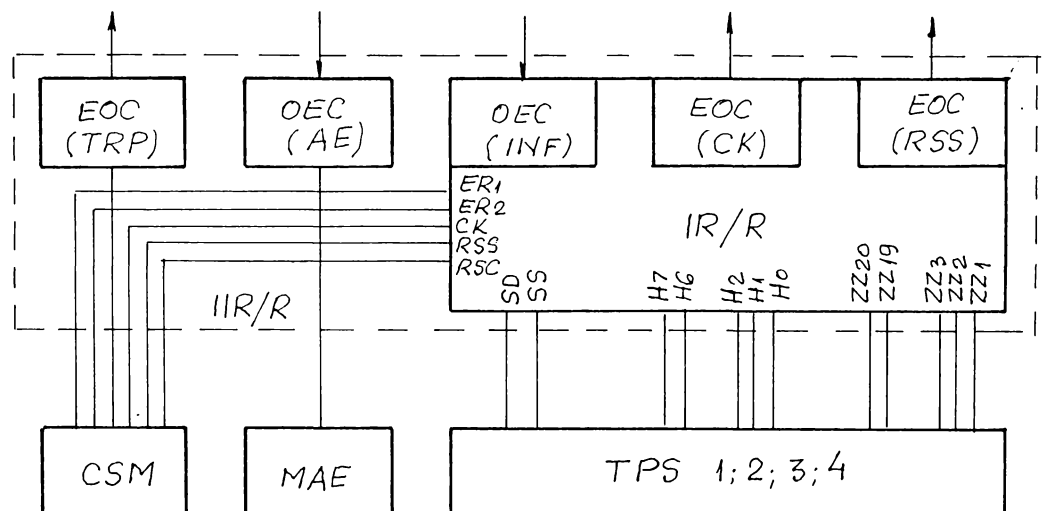 EOC
(TRP)
OEC
(AE)
OEC
(INF)
EOC
(CK)
EOC
(RSS)
ER1
ER2
CK
RSS
RSC
IR/R
SD
SS
H7
H6
H2
H1
H0
ZZ20
ZZ19
ZZ3
ZZ2
ZZ1
IIR/R
CSM
MAE
TPS 1; 2; 3; 4